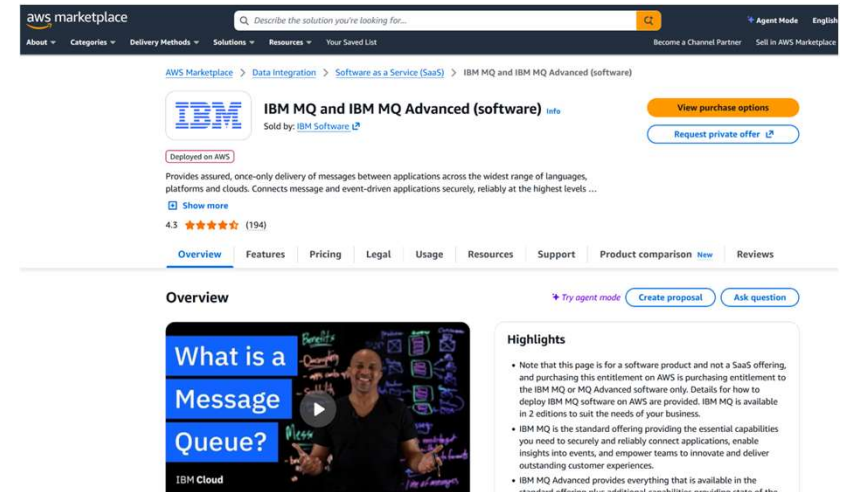 aws marketplace
Describe the solution you're looking for...
Agent Mode
English
About
Categories
Delivery Methods
Solutions
Resources
Your Saved List
Become a Channel Partner
Sell in AWS Marketplace
AWS Marketplace > Data Integration > Software as a Service (SaaS) > IBM MQ and IBM MQ Advanced (software)
IBM
IBM MQ and IBM MQ Advanced (software) Info
Sold by: IBM Software
View purchase options
Request private offer
Deployed on AWS
Provides assured, once-only delivery of messages between applications across the widest range of languages,
platforms and clouds. Connects message and event-driven applications securely, reliably at the highest levels ...
Show more
4.3 (194)
Overview
Features
Pricing
Legal
Usage
Resources
Support
Product comparison New
Reviews
Overview
Try agent mode
Create proposal
Ask question
What is a
Message
Queue?
IBM Cloud
Benefits
Highlights
• Note that this page is for a software product and not a SaaS offering,
and purchasing this entitlement on AWS is purchasing entitlement to
the IBM MQ or MQ Advanced software only. Details for how to
deploy IBM MQ software on AWS are provided. IBM MQ is available
in 2 editions to suit the needs of your business.
• IBM MQ is the standard offering providing the essential capabilities
you need to securely and reliably connect applications, enable
insights into events, and empower teams to innovate and deliver
outstanding customer experiences.
• IBM MQ Advanced provides everything that is available in the
standard offering plus additional capabilities providing state of the